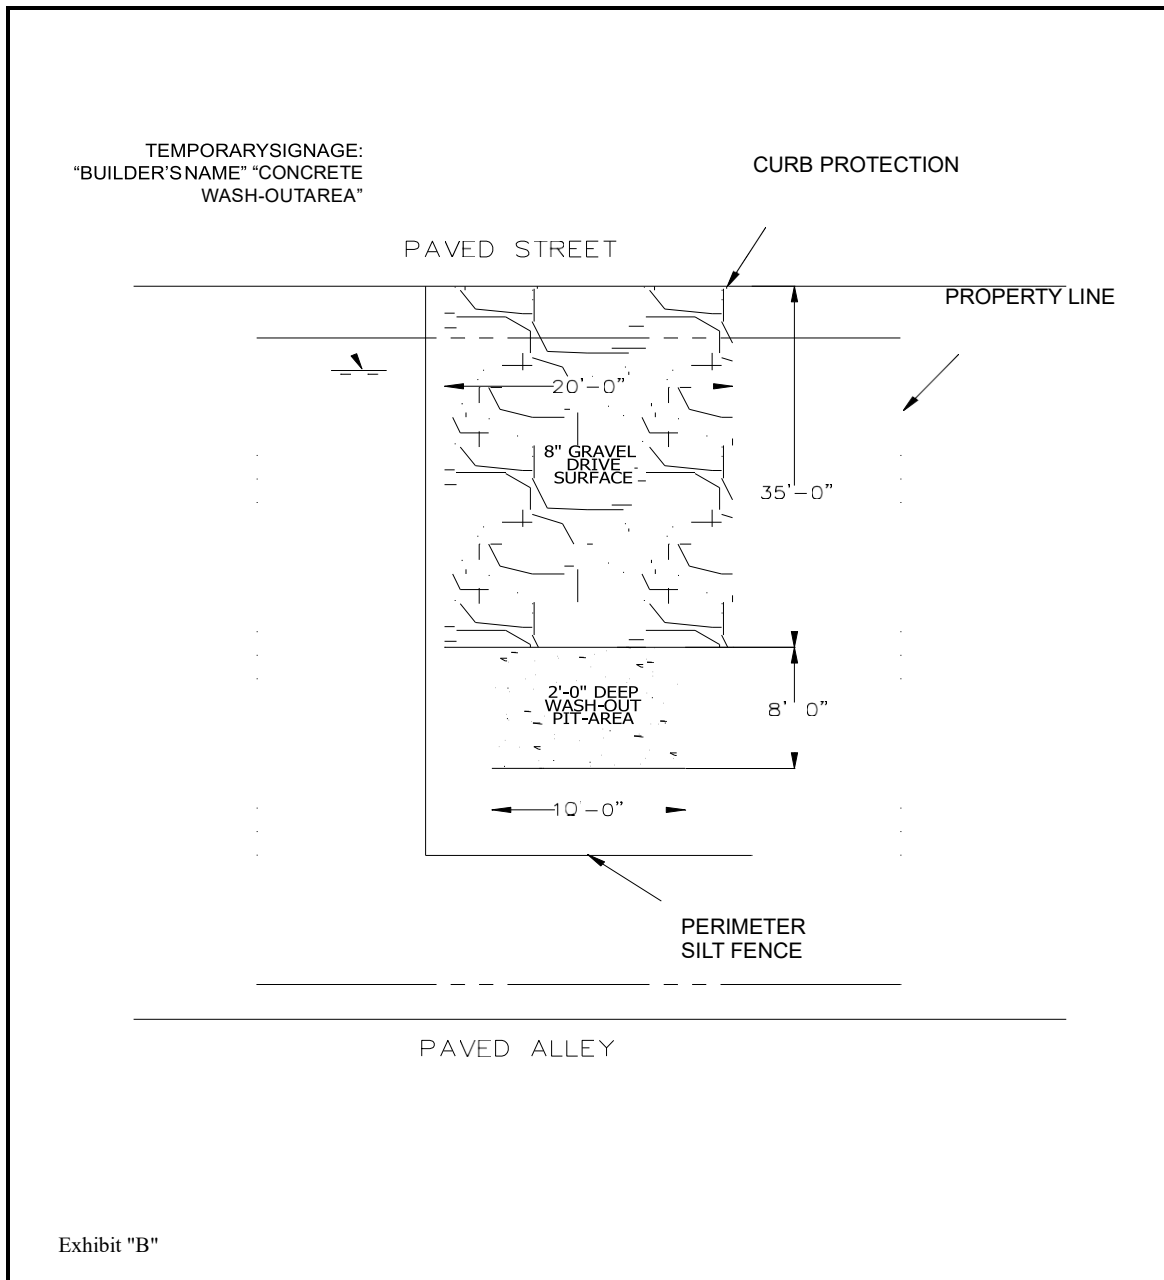 TEMPORARYSIGNAGE:
“BUILDER’SNAME” “CONCRETE
WASH-OUTAREA”
CURB PROTECTION
PAVED STREET
PROPERTY LINE
20'-0"
8" GRAVEL
DRIVE
SURFACE
35'-0"
2'-0" DEEP
WASH-OUT
PIT-AREA
8' 0"
10'-0"
PERIMETER
SILT FENCE
PAVED ALLEY
Exhibit "B"